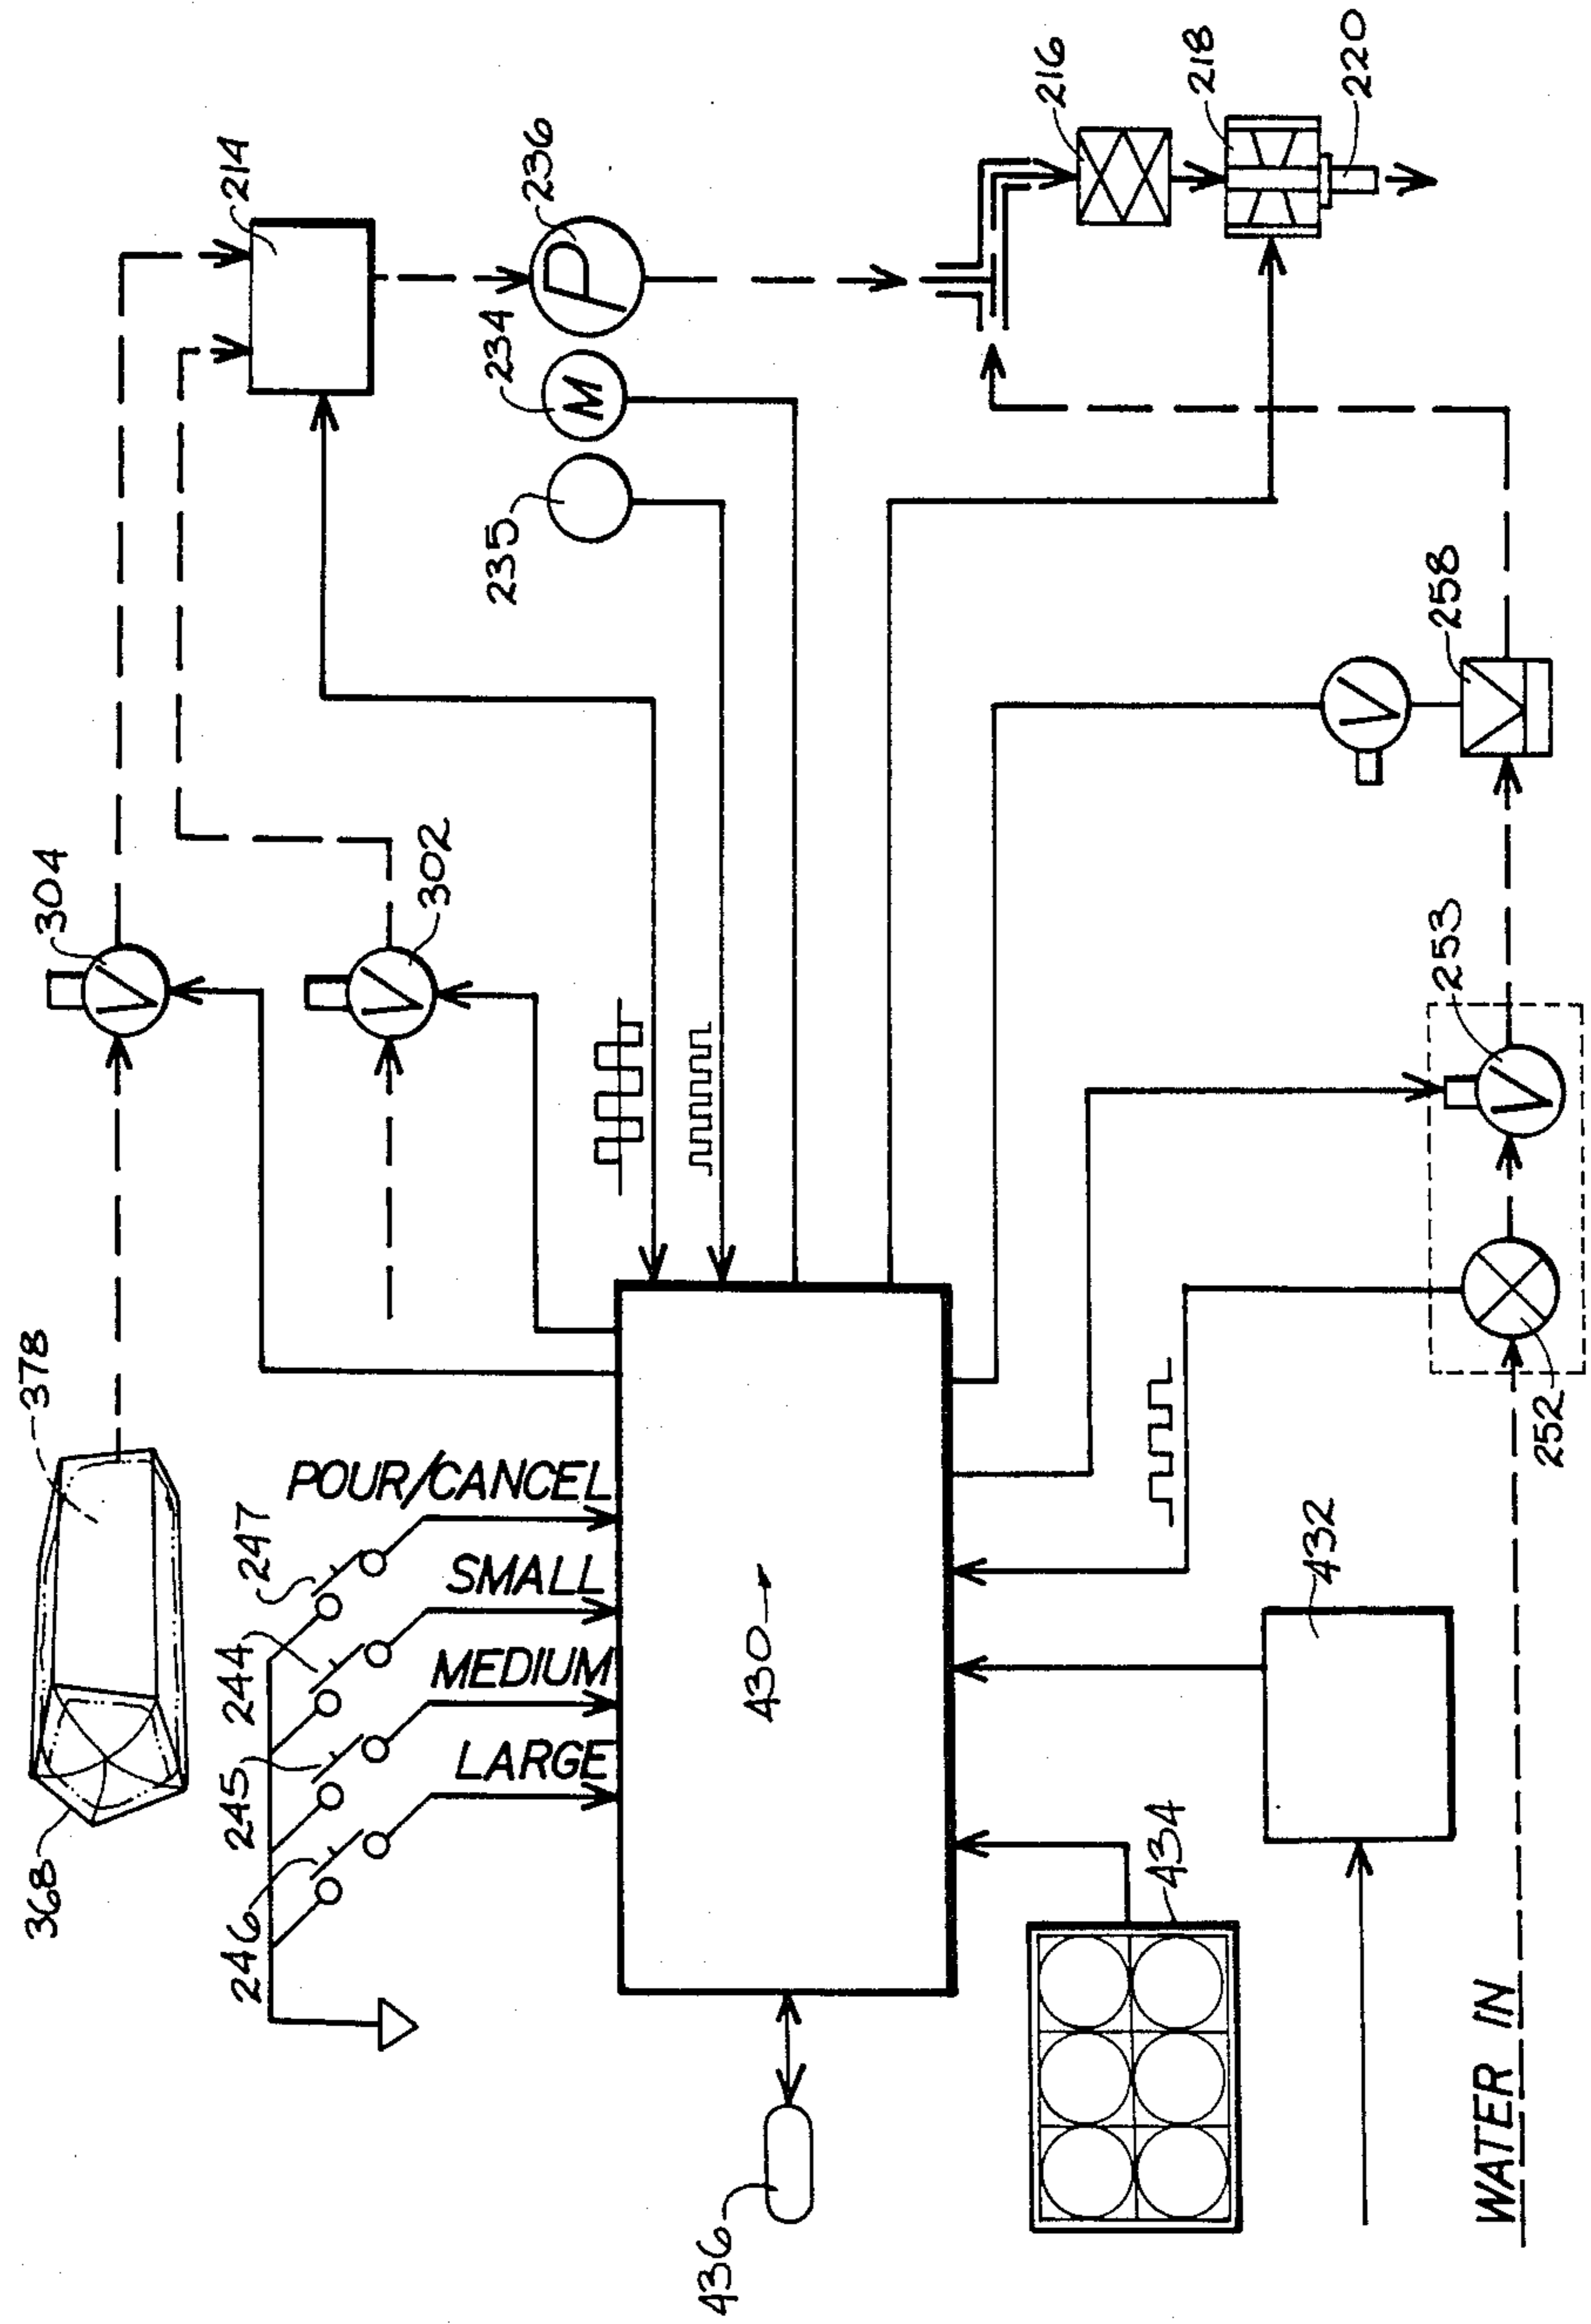 368
378
304
214
302
236
P
234
M
235
V
V
246
245
244
247
POUR/CANCEL
SMALL
MEDIUM
LARGE
430
436
216
218
220
258
V
434
432
253
V
252
WATER IN